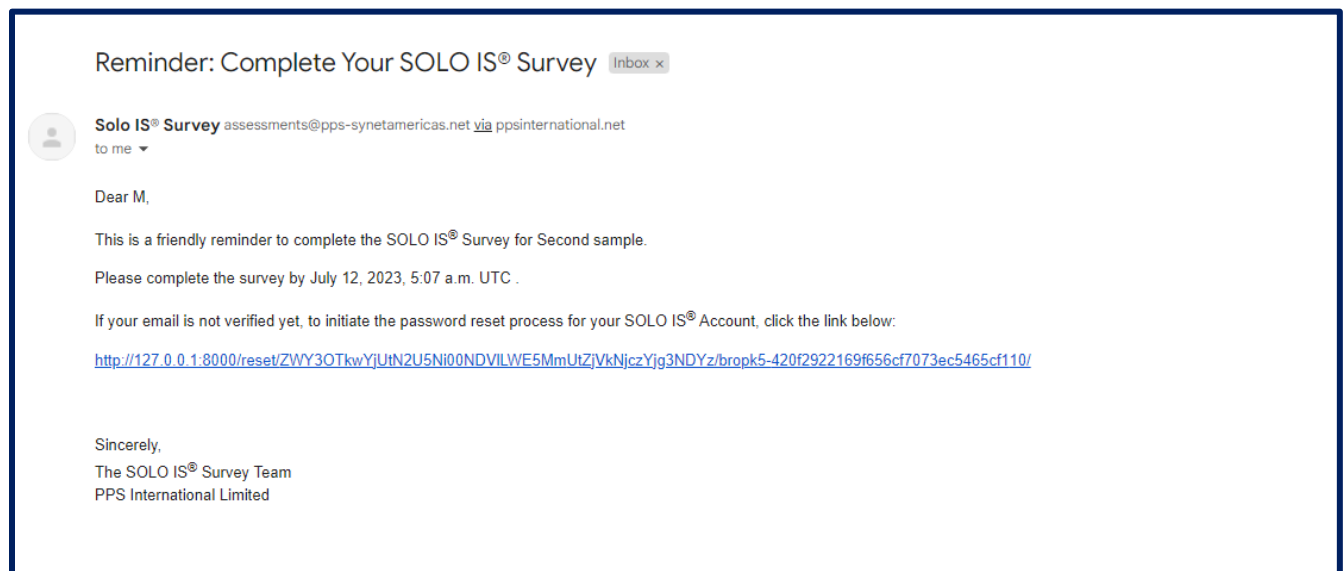 Reminder: Complete Your SOLO IS® Survey Inbox ×
Solo IS® Survey assessments@pps-synetamericas.net via ppsinternational.net
to me
Dear M,
This is a friendly reminder to complete the SOLO IS® Survey for Second sample.
Please complete the survey by July 12, 2023, 5:07 a.m. UTC .
If your email is not verified yet, to initiate the password reset process for your SOLO IS® Account, click the link below:
http://127.0.0.1:8000/reset/ZWY3OTkwYjUtN2U5Ni00NDVlLWE5MmUtZjVkNjczYjg3NDYz/bropk5-420f2922169f656cf7073ec5465cf110/
Sincerely,
The SOLO IS® Survey Team
PPS International Limited